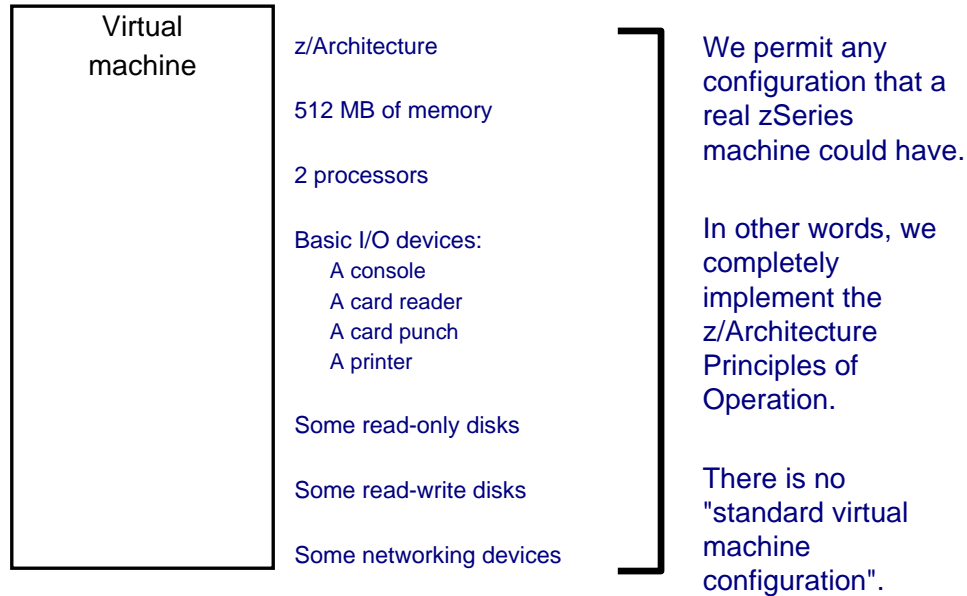 Virtual
machine
z/Architecture
512 MB of memory
2 processors
Basic I/O devices:
A console
A card reader
A card punch
A printer
Some read-only disks
Some read-write disks
Some networking devices
We permit any
configuration that a
real zSeries
machine could have.
In other words, we
completely
implement the
z/Architecture
Principles of
Operation.
There is no
"standard virtual
machine
configuration".